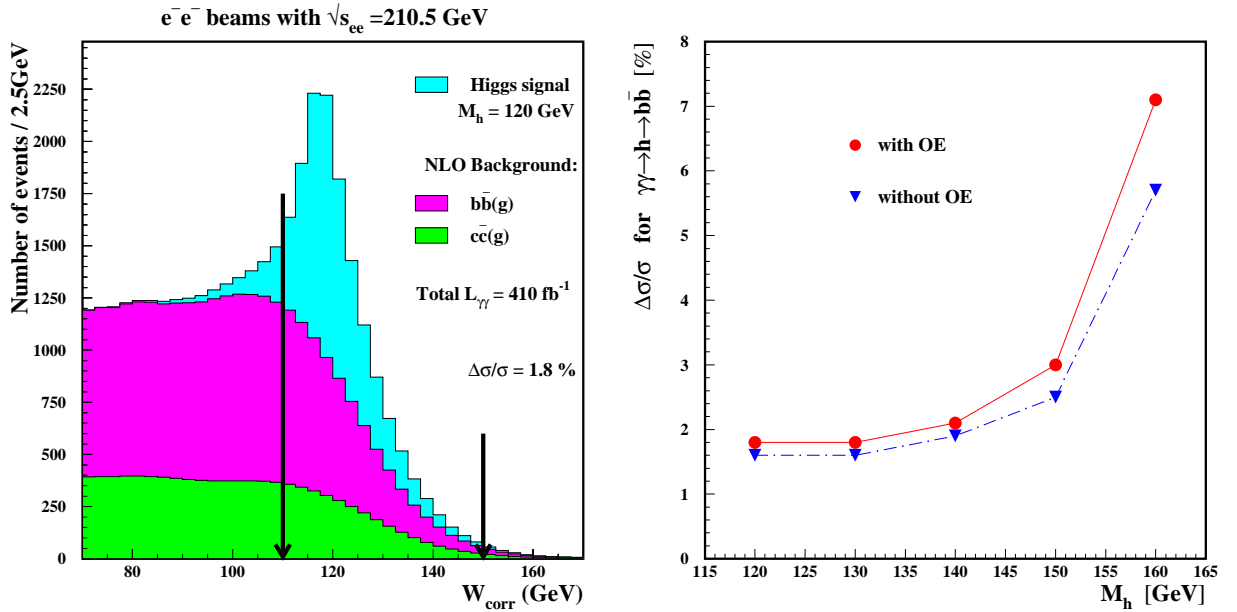 e⁻e⁻ beams with √s_ee =210.5 GeV
Number of events / 2.5GeV
2250
2000
1750
1500
1250
1000
750
500
250
0
Higgs signal
M_h = 120 GeV
NLO Background:
bb̄(g)
cc̄(g)
Total L_γγ = 410 fb⁻¹
Δσ/σ = 1.8 %
80 100 120 140 160
W_corr (GeV)
Δσ/σ for γγ→h→bb̄ [%]
8
7
6
5
4
3
2
1
0
with OE
without OE
115 120 125 130 135 140 145 150 155 160 165
M_h [GeV]